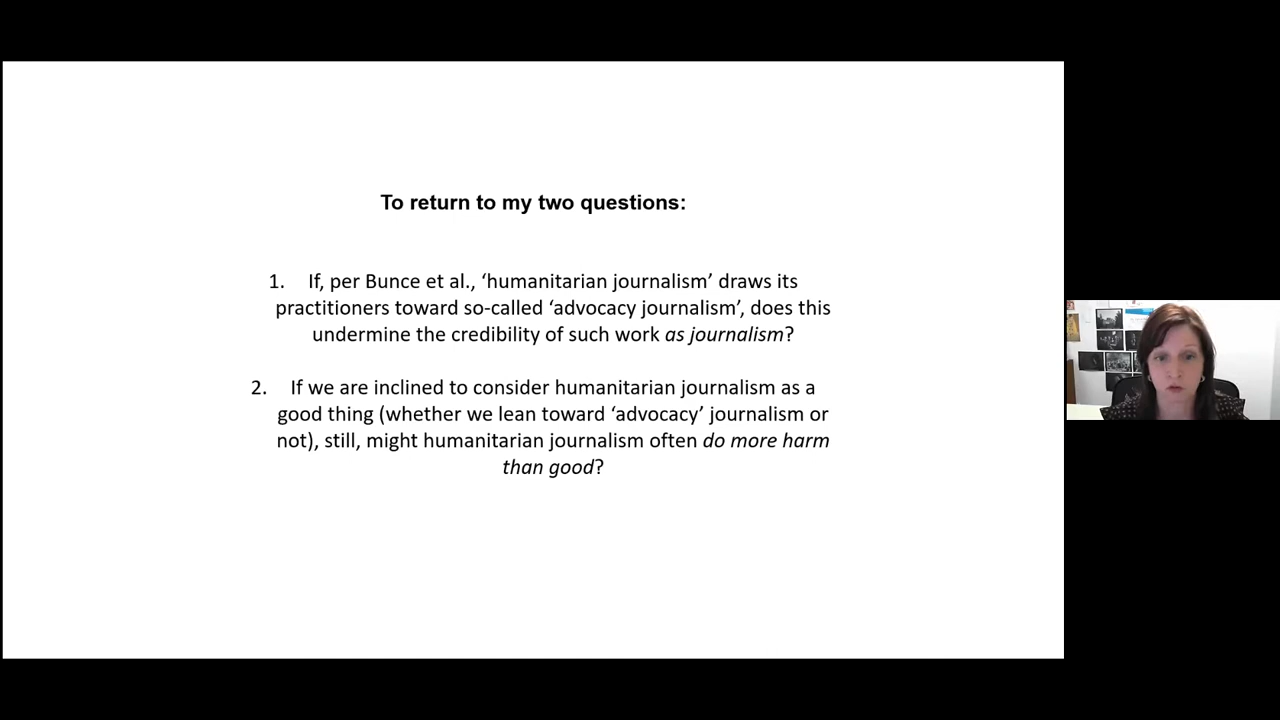 To return to my two questions:
1. If, per Bunce et al., ‘humanitarian journalism’ draws its
practitioners toward so-called ‘advocacy journalism’, does this
undermine the credibility of such work as journalism?
2. If we are inclined to consider humanitarian journalism as a
good thing (whether we lean toward ‘advocacy’ journalism or
not), still, might humanitarian journalism often do more harm
than good?